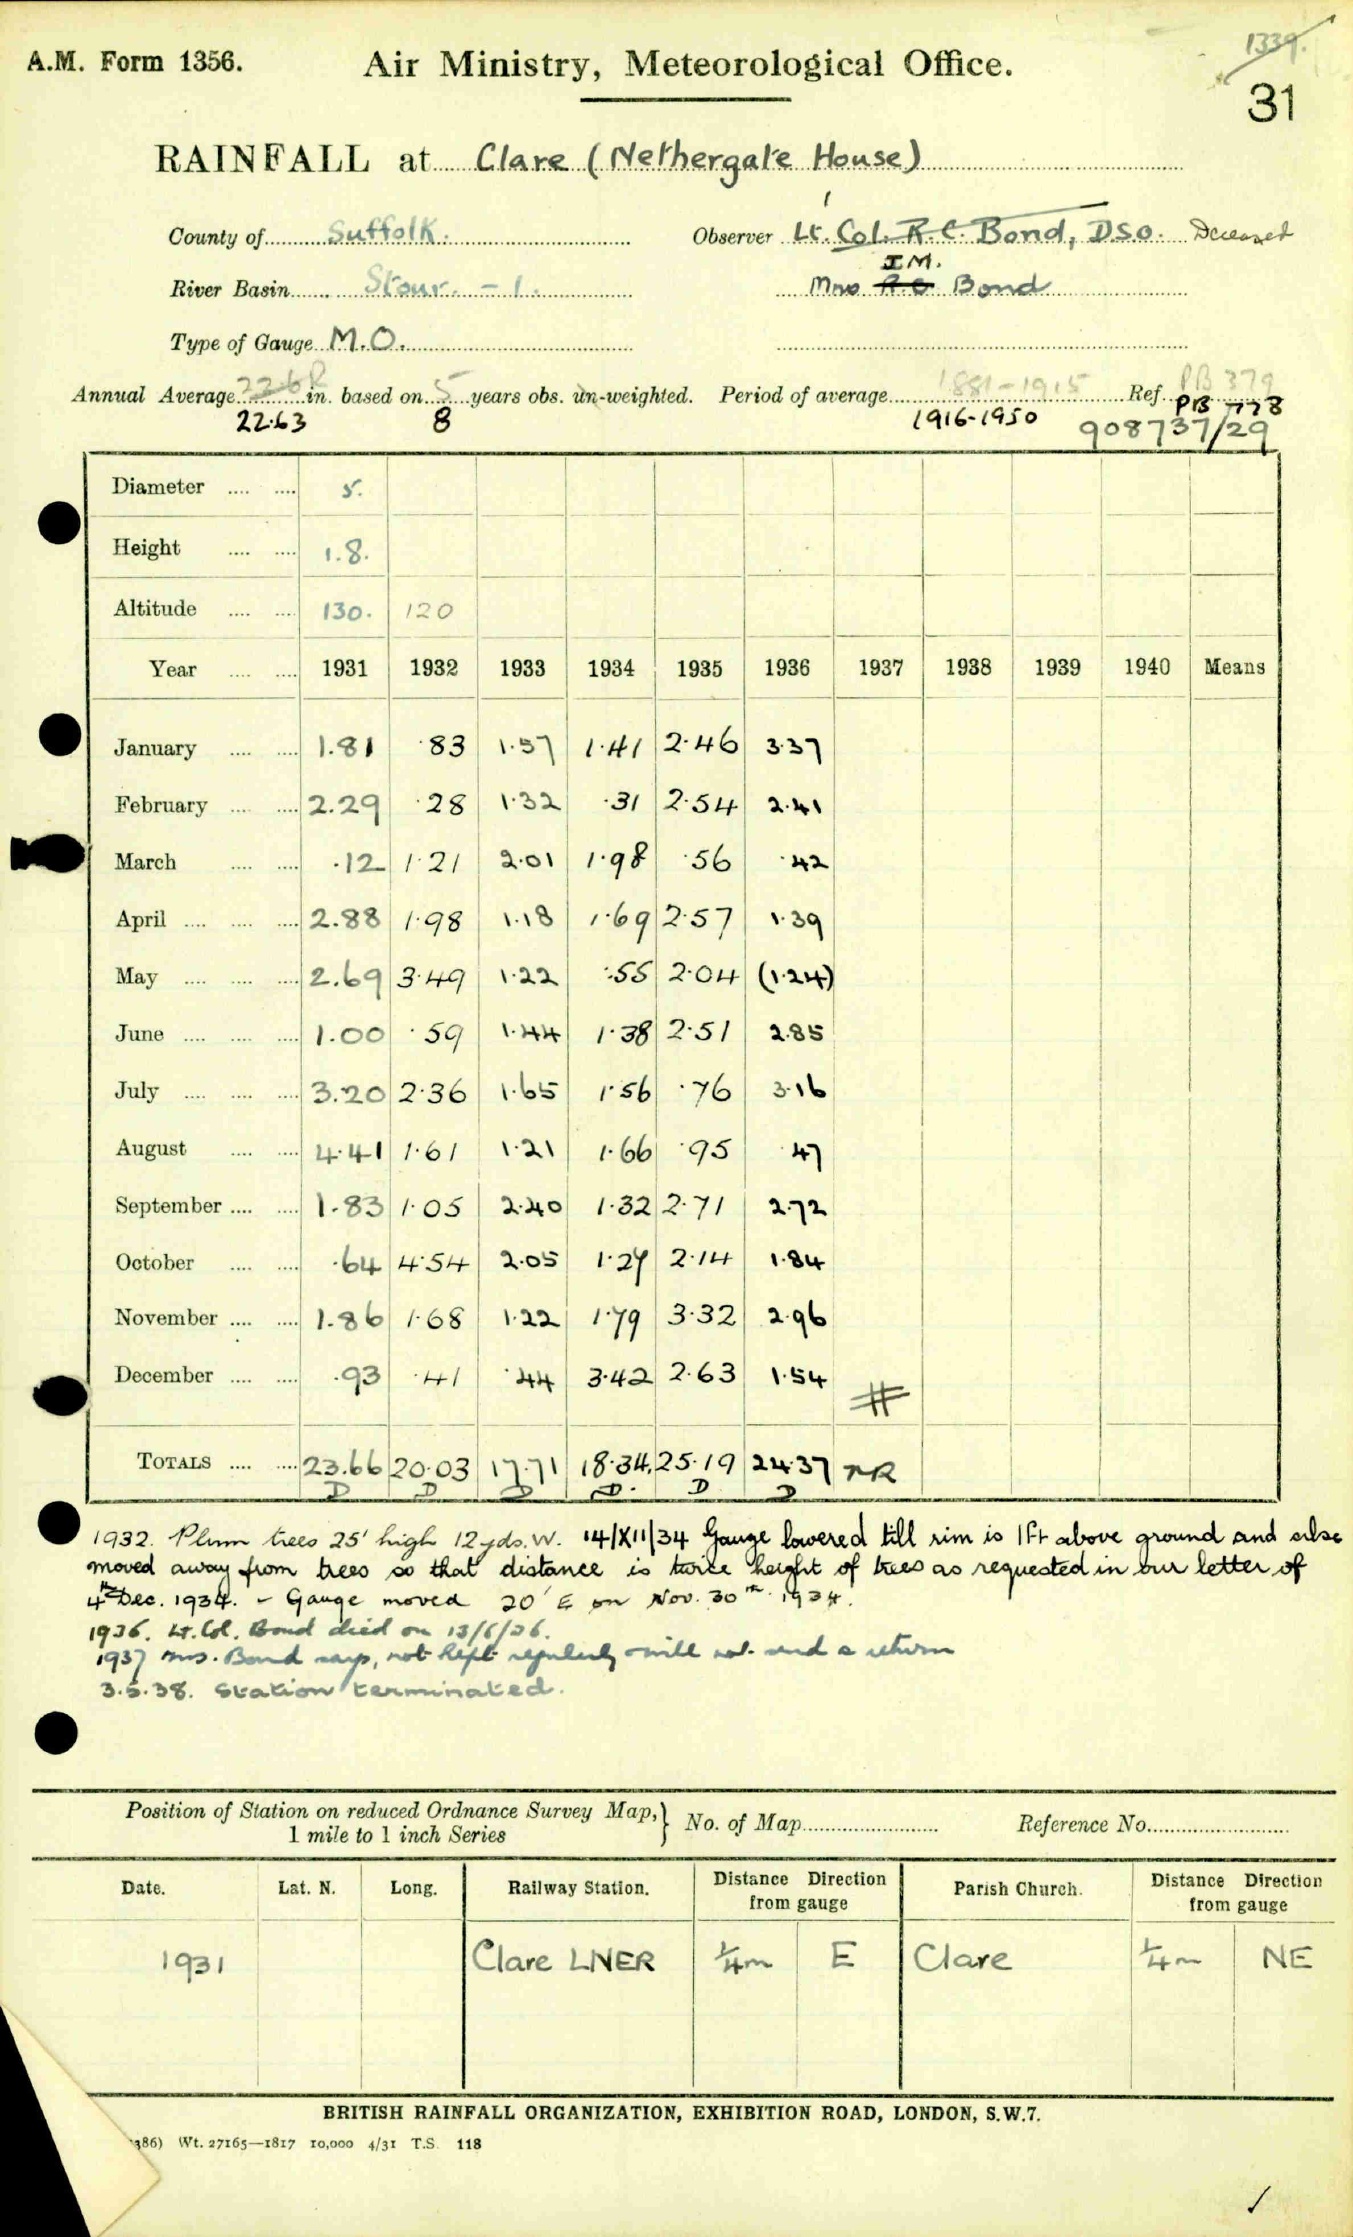 1339.
A.M. Form 1356.
Air Ministry, Meteorological Office.
31
RAINFALL at Clare (Nethergate House)
County of Suffolk.
Observer Lt. Col. R.C. Bond, DSO. Deceased
I.M.
River Basin Stour. - 1.
Mrs R.C. Bond
Type of Gauge M.O.
Annual Average in. based on 5 years obs. un-weighted. Period of average 1881-1915 Ref. PB 379
22.63 8 1916-1950 PB 778
908737/29
Diameter 5.
Height 1.8.
Altitude 130. 120
Year 1931 1932 1933 1934 1935 1936 1937 1938 1939 1940 Means
January 1.81 .83 1.57 1.41 2.46 3.37
February 2.29 .28 1.32 .31 2.54 2.41
March .12 1.21 2.01 1.98 .56 .42
April 2.88 1.98 1.18 1.69 2.57 1.39
May 2.69 3.49 1.22 .55 2.04 (1.24)
June 1.00 .59 1.44 1.38 2.51 2.85
July 3.20 2.36 1.65 1.56 .76 3.16
August 4.41 1.61 1.21 1.66 .95 .47
September 1.83 1.05 2.40 1.32 2.71 2.72
October .64 4.54 2.05 1.27 2.14 1.84
November 1.86 1.68 1.22 1.79 3.32 2.96
December .93 .41 .44 3.42 2.63 1.54 #
TOTALS 23.66 20.03 17.71 18.34. 25.19 24.37 NR
D D D D. D D
1932. Plum trees 25' high 12yds. W. 14/XII/34 Gauge lowered till rim is 1ft above ground and also
moved away from trees so that distance is twice height of trees as requested in our letter of
4th Dec. 1934. - Gauge moved 20' E on Nov. 30th 1934.
1936. Lt. Col. Bond died on 13/6/36.
1937 Mrs. Bond says, not kept regularly & will not send a return
3.5.38. Station terminated.
Position of Station on reduced Ordnance Survey Map,} No. of Map Reference No.
1 mile to 1 inch Series
Date. Lat. N. Long. Railway Station. Distance Direction from gauge Parish Church. Distance Direction from gauge
1931 Clare LNER 1/4m E Clare 1/4m NE
BRITISH RAINFALL ORGANIZATION, EXHIBITION ROAD, LONDON, S.W.7.
386) Wt. 27165—1817 10,000 4/31 T.S. 118